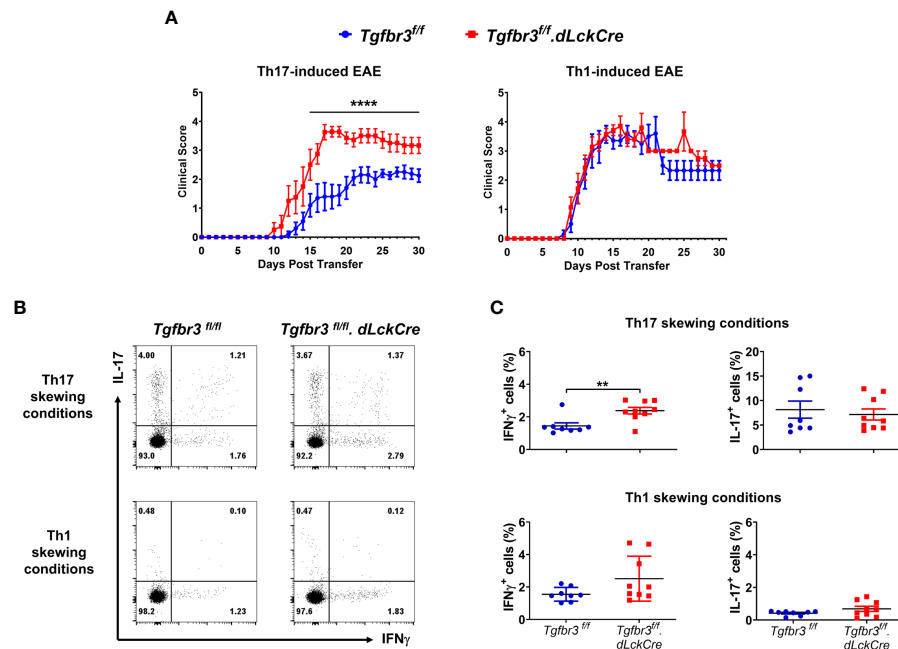 A
Tgfbr3f/f
Tgfbr3f/f.dLckCre
Th17-induced EAE
Clinical Score
5
4
3
2
1
0
****
0 5 10 15 20 25 30
Days Post Transfer
Th1-induced EAE
Clinical Score
5
4
3
2
1
0
0 5 10 15 20 25 30
Days Post Transfer
B
Tgfbr3 fl/fl
Tgfbr3 fl/fl. dLckCre
IL-17
Th17
skewing
conditions
4.00 1.21
93.0 1.76
3.67 1.37
92.2 2.79
Th1
skewing
conditions
0.48 0.10
98.2 1.23
0.47 0.12
97.6 1.83
IFNγ
C
Th17 skewing conditions
IFNγ+ cells (%)
6
4
2
0
**
IL-17+ cells (%)
20
15
10
5
0
Th1 skewing conditions
IFNγ+ cells (%)
6
4
2
0
Tgfbr3 f/f
Tgfbr3f/f.
dLckCre
IL-17+ cells (%)
5
4
3
2
1
0
Tgfbr3 f/f
Tgfbr3f/f.
dLckCre